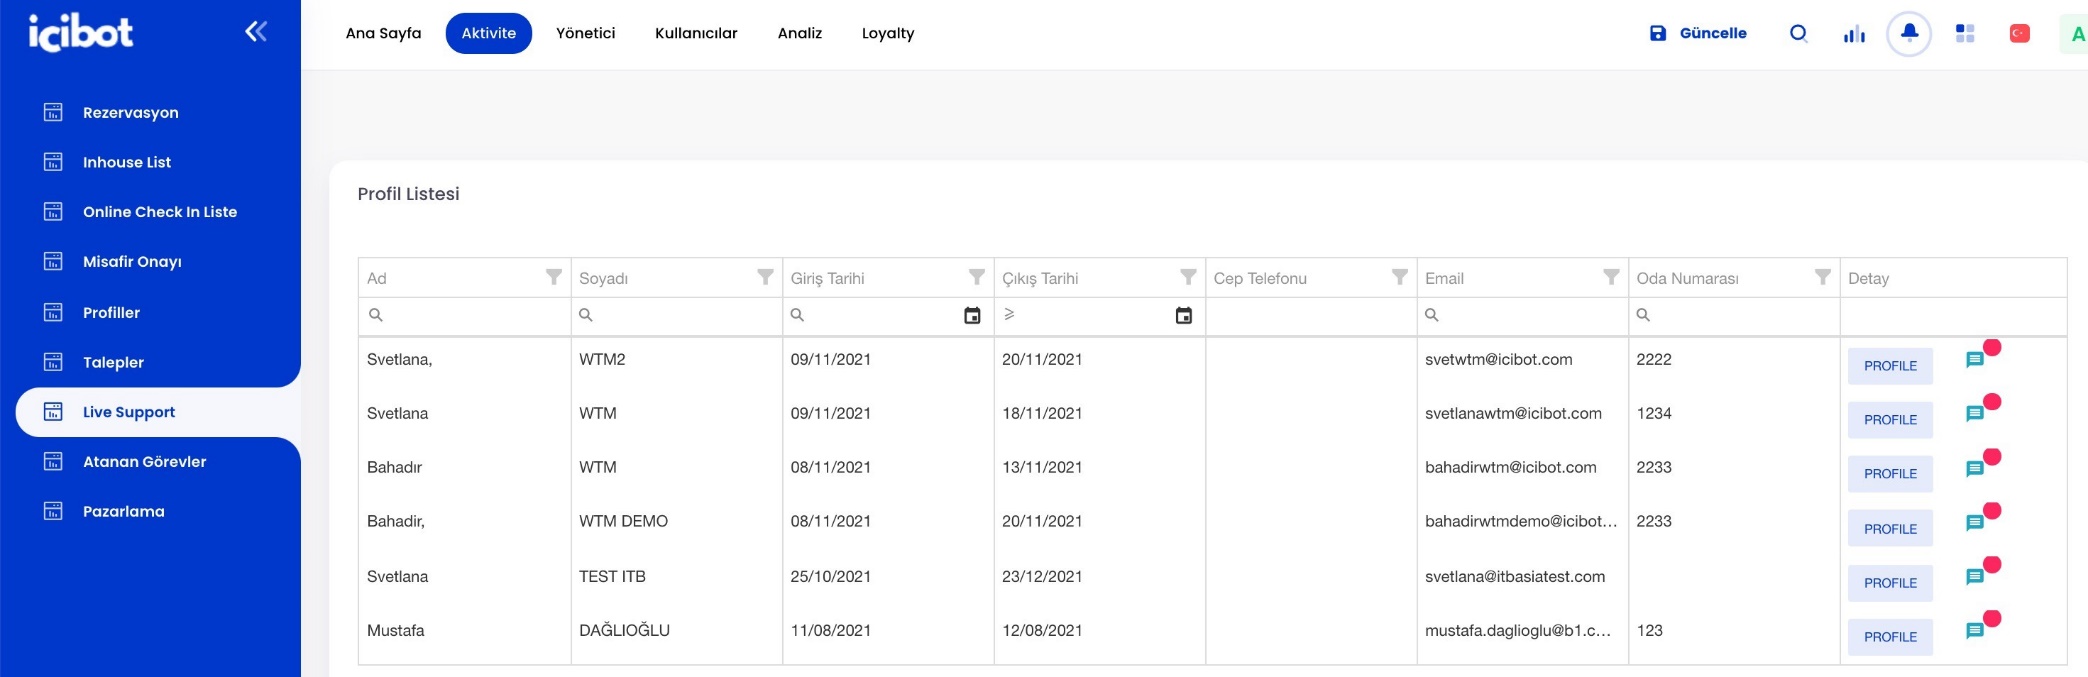 icibot
Ana Sayfa Aktivite Yönetici Kullanıcılar Analiz Loyalty Güncelle A
Rezervasyon
Inhouse List
Online Check In Liste
Misafir Onayı
Profiller
Talepler
Live Support
Atanan Görevler
Pazarlama
Profil Listesi
Ad Soyadı Giriş Tarihi Çıkış Tarihi Cep Telefonu Email Oda Numarası Detay
Svetlana, WTM2 09/11/2021 20/11/2021 svetwtm@icibot.com 2222 PROFILE
Svetlana WTM 09/11/2021 18/11/2021 svetlanawtm@icibot.com 1234 PROFILE
Bahadır WTM 08/11/2021 13/11/2021 bahadirwtm@icibot.com 2233 PROFILE
Bahadir, WTM DEMO 08/11/2021 20/11/2021 bahadirwtmdemo@icibot... 2233 PROFILE
Svetlana TEST ITB 25/10/2021 23/12/2021 svetlana@itbasiatest.com PROFILE
Mustafa DAĞLIOĞLU 11/08/2021 12/08/2021 mustafa.daglioglu@b1.c... 123 PROFILE